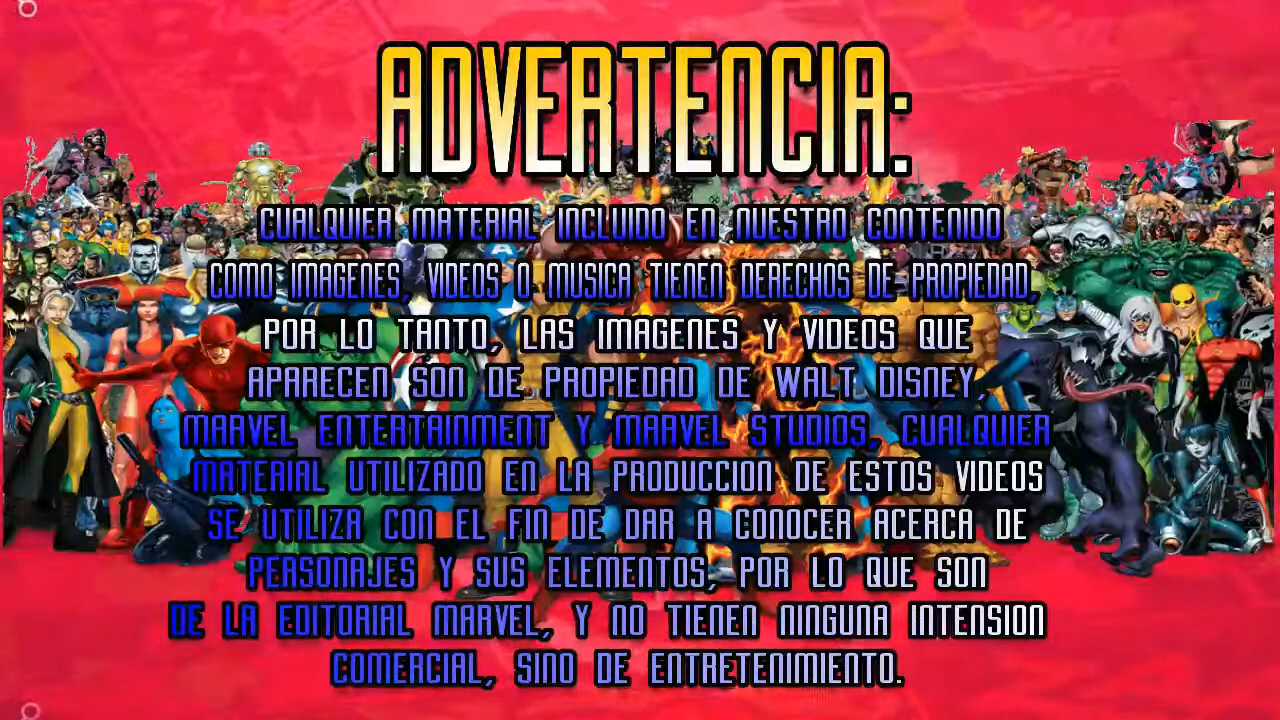 ADVERTENCIA:
CUALQUIER MATERIAL INCLUIDO EN NUESTRO CONTENIDO
COMO IMAGENES, VIDEOS O MUSICA TIENEN DERECHOS DE PROPIEDAD,
POR LO TANTO, LAS IMAGENES Y VIDEOS QUE
APARECEN SON DE PROPIEDAD DE WALT DISNEY,
MARVEL ENTERTAINMENT Y MARVEL STUDIOS, CUALQUIER
MATERIAL UTILIZADO EN LA PRODUCCION DE ESTOS VIDEOS
SE UTILIZA CON EL FIN DE DAR A CONOCER ACERCA DE
PERSONAJES Y SUS ELEMENTOS, POR LO QUE SON
DE LA EDITORIAL MARVEL, Y NO TIENEN NINGUNA INTENSION
COMERCIAL, SINO DE ENTRETENIMIENTO.